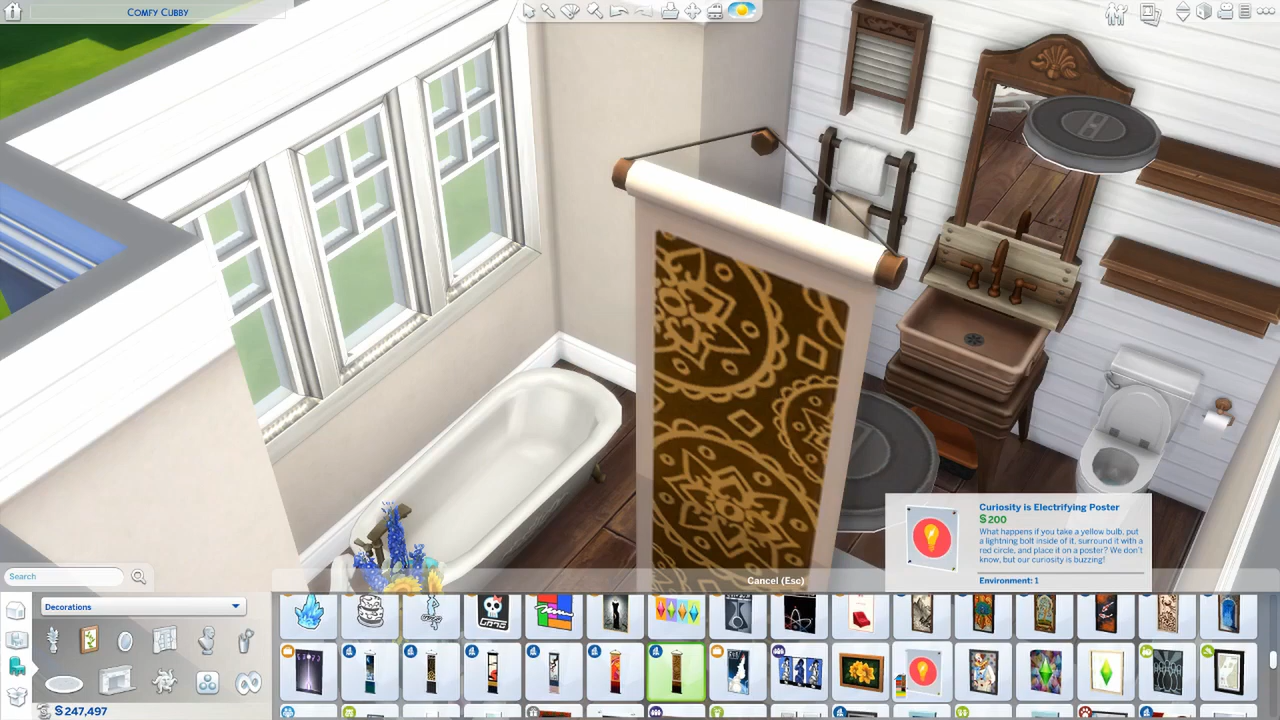 Comfy Cubby
Curiosity is Electrifying Poster
$200
What happens if you take a yellow bulb, put
a lightning bolt inside of it, surround it with a
red circle, and place it on a poster? We don't
know, but our curiosity is buzzing!
Environment: 1
Cancel (Esc)
Search
Decorations
$247,497